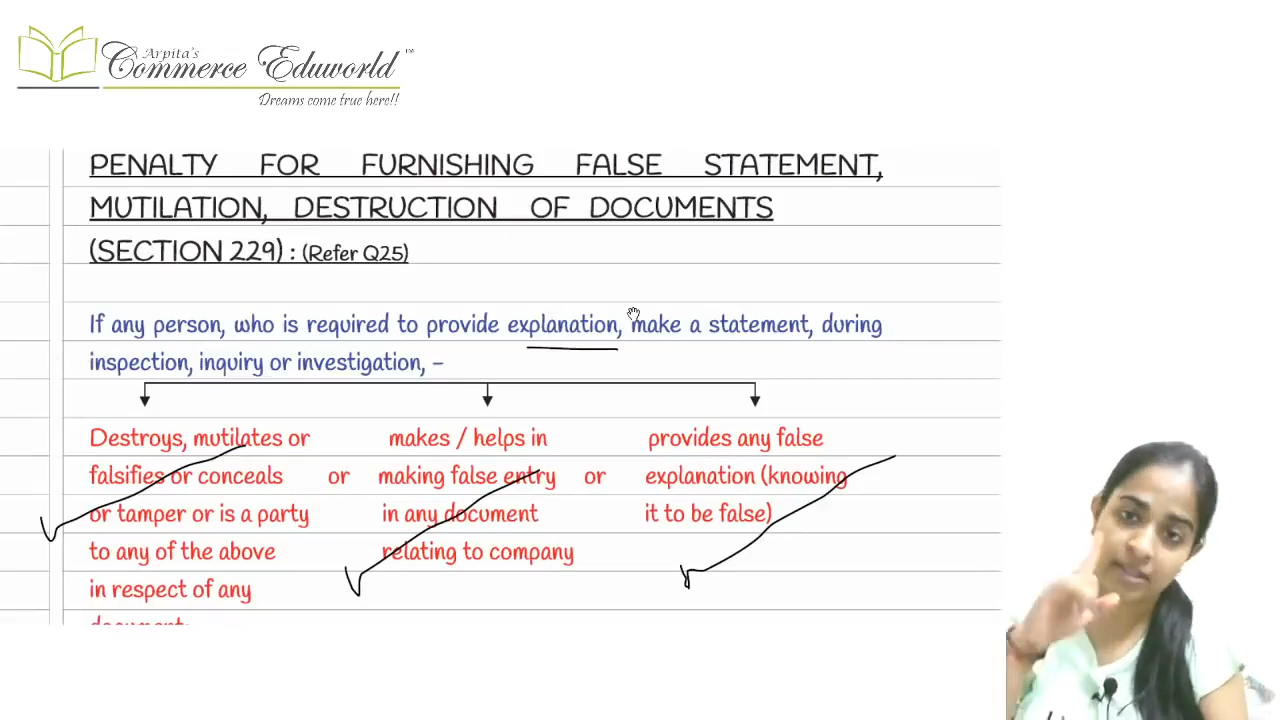 Arpita's
Commerce Eduworld™
Dreams come true here!!
PENALTY FOR FURNISHING FALSE STATEMENT,
MUTILATION, DESTRUCTION OF DOCUMENTS
(SECTION 229) : (Refer Q25)
If any person, who is required to provide explanation, make a statement, during
inspection, inquiry or investigation, –
Destroys, mutilates or
falsifies or conceals
or tamper or is a party
to any of the above
in respect of any
document;
or
makes / helps in
making false entry
in any document
relating to company
or
provides any false
explanation (knowing
it to be false)